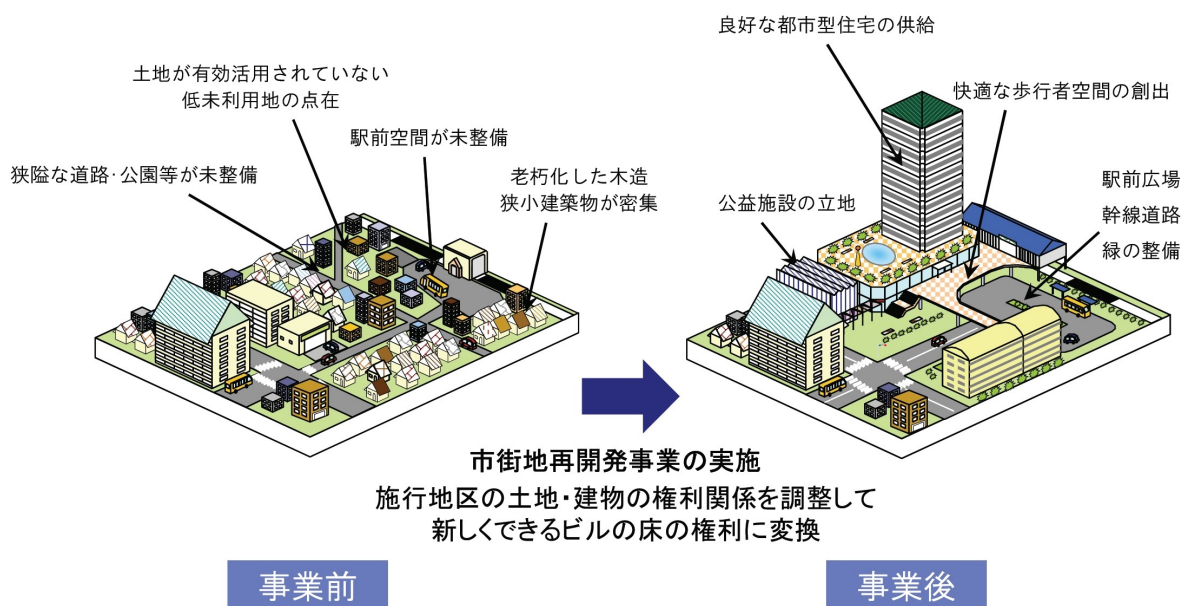 土地が有効活用されていない
低未利用地の点在
駅前空間が未整備
狭隘な道路･公園等が未整備
老朽化した木造
狭小建築物が密集
良好な都市型住宅の供給
快適な歩行者空間の創出
公益施設の立地
駅前広場
幹線道路
緑の整備
市街地再開発事業の実施
施行地区の土地･建物の権利関係を調整して
新しくできるビルの床の権利に変換
事業前
事業後